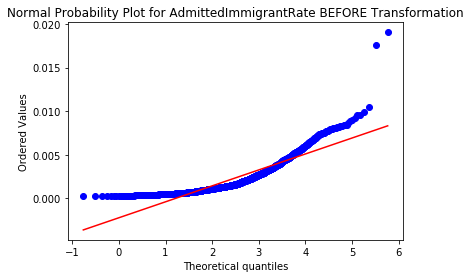 Normal Probability Plot for AdmittedImmigrantRate BEFORE Transformation
0.020
0.015
0.010
0.005
0.000
Ordered Values
−1 0 1 2 3 4 5 6
Theoretical quantiles